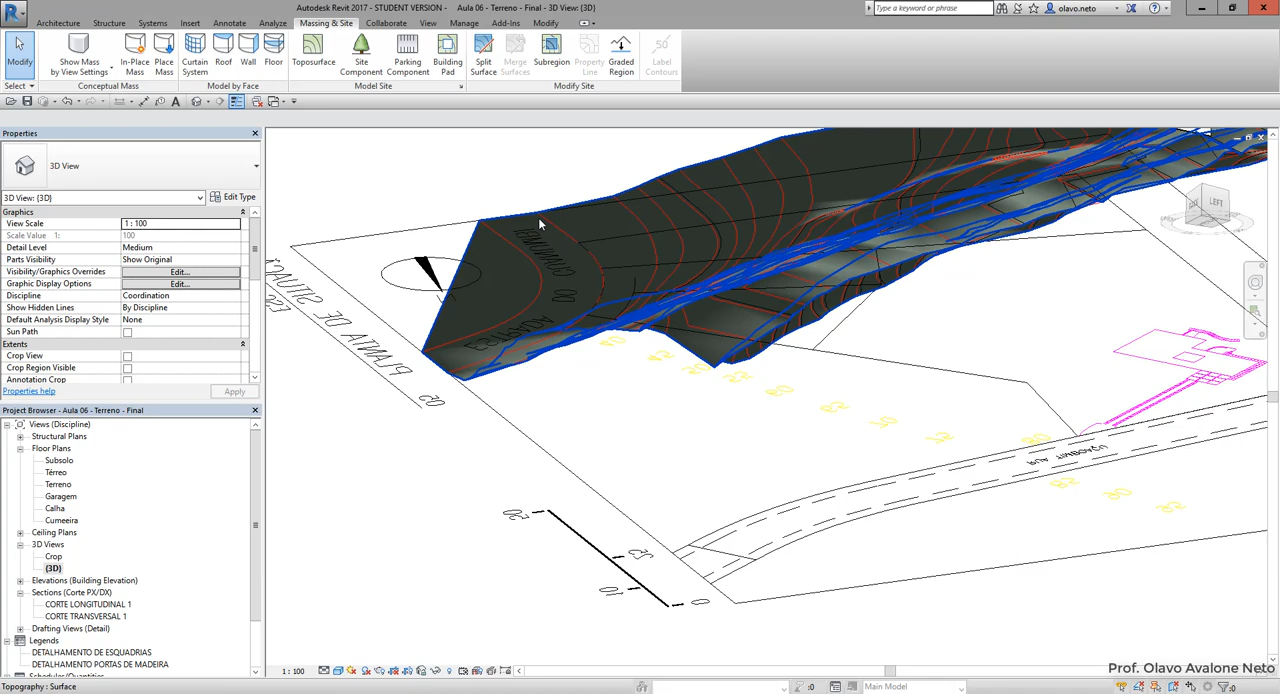 Autodesk Revit 2017 - STUDENT VERSION - Aula 06 - Terreno - Final - 3D View: {3D}
Type a keyword or phrase
olavo.neto
Architecture Structure Systems Insert Annotate Analyze Massing & Site Collaborate View Manage Add-Ins Modify
Modify
Show Mass by View Settings
In-Place Mass
Place Mass
Curtain System
Roof
Wall
Floor
Toposurface
Site Component
Parking Component
Building Pad
Split Surface
Merge Surfaces
Subregion
Property Line
Graded Region
Label Contours
Select
Conceptual Mass
Model by Face
Model Site
Modify Site
Properties
3D View
3D View: {3D}
Edit Type
Graphics
View Scale 1 : 100
Scale Value 1: 100
Detail Level Medium
Parts Visibility Show Original
Visibility/Graphics Overrides Edit...
Graphic Display Options Edit...
Discipline Coordination
Show Hidden Lines By Discipline
Default Analysis Display Style None
Sun Path
Extents
Crop View
Crop Region Visible
Annotation Crop
Properties help
Apply
Project Browser - Aula 06 - Terreno - Final
Views (Discipline)
Structural Plans
Floor Plans
Subsolo
Térreo
Terreno
Garagem
Calha
Cumeeira
Ceiling Plans
3D Views
Crop
{3D}
Elevations (Building Elevation)
Sections (Corte PX/DX)
CORTE LONGITUDINAL 1
CORTE TRANSVERSAL 1
Drafting Views (Detail)
Legends
DETALHAMENTO DE ESQUADRIAS
DETALHAMENTO PORTAS DE MADEIRA
Schedules/Quantities
LEFT
1 : 100
Topography : Surface
:0
Main Model
:0
Prof. Olavo Avalone Neto